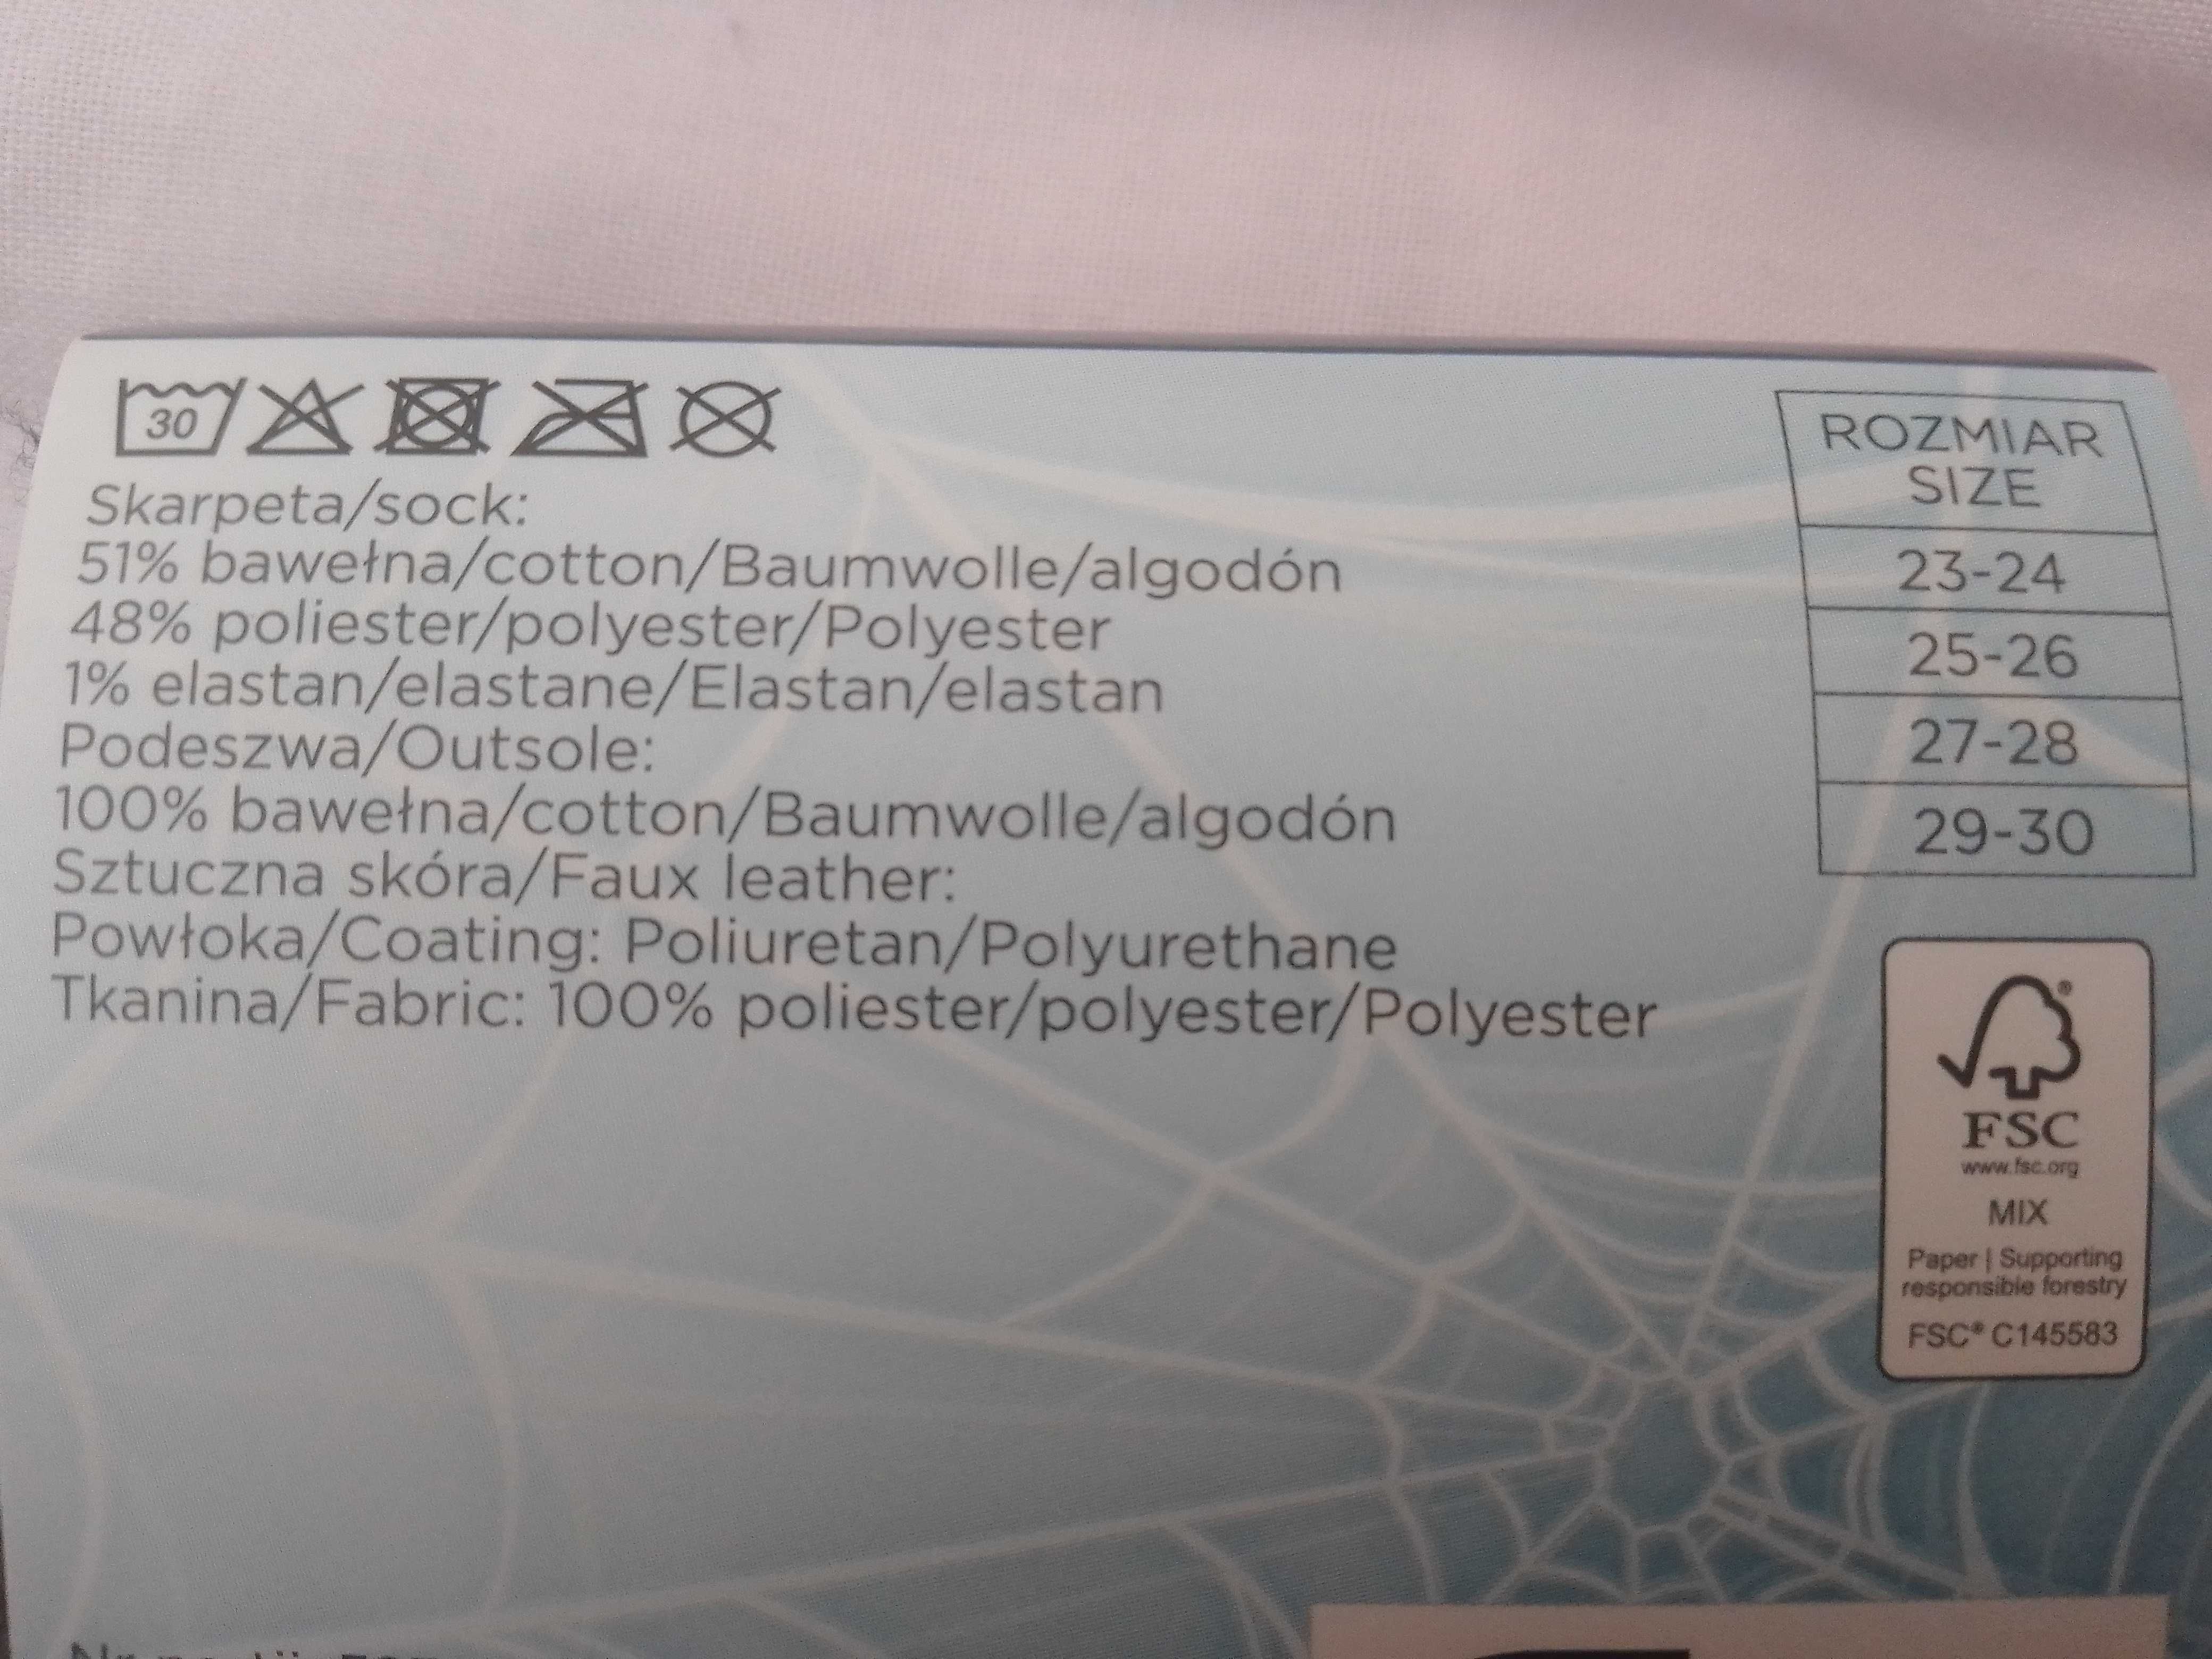 30
Skarpeta/sock:
51% bawełna/cotton/Baumwolle/algodón
48% poliester/polyester/Polyester
1% elastan/elastane/Elastan/elastan
Podeszwa/Outsole:
100% bawełna/cotton/Baumwolle/algodón
Sztuczna skóra/Faux leather:
Powłoka/Coating: Poliuretan/Polyurethane
Tkanina/Fabric: 100% poliester/polyester/Polyester
ROZMIAR
SIZE
23-24
25-26
27-28
29-30
®
FSC
www.fsc.org
MIX
Paper | Supporting
responsible forestry
FSC® C145583